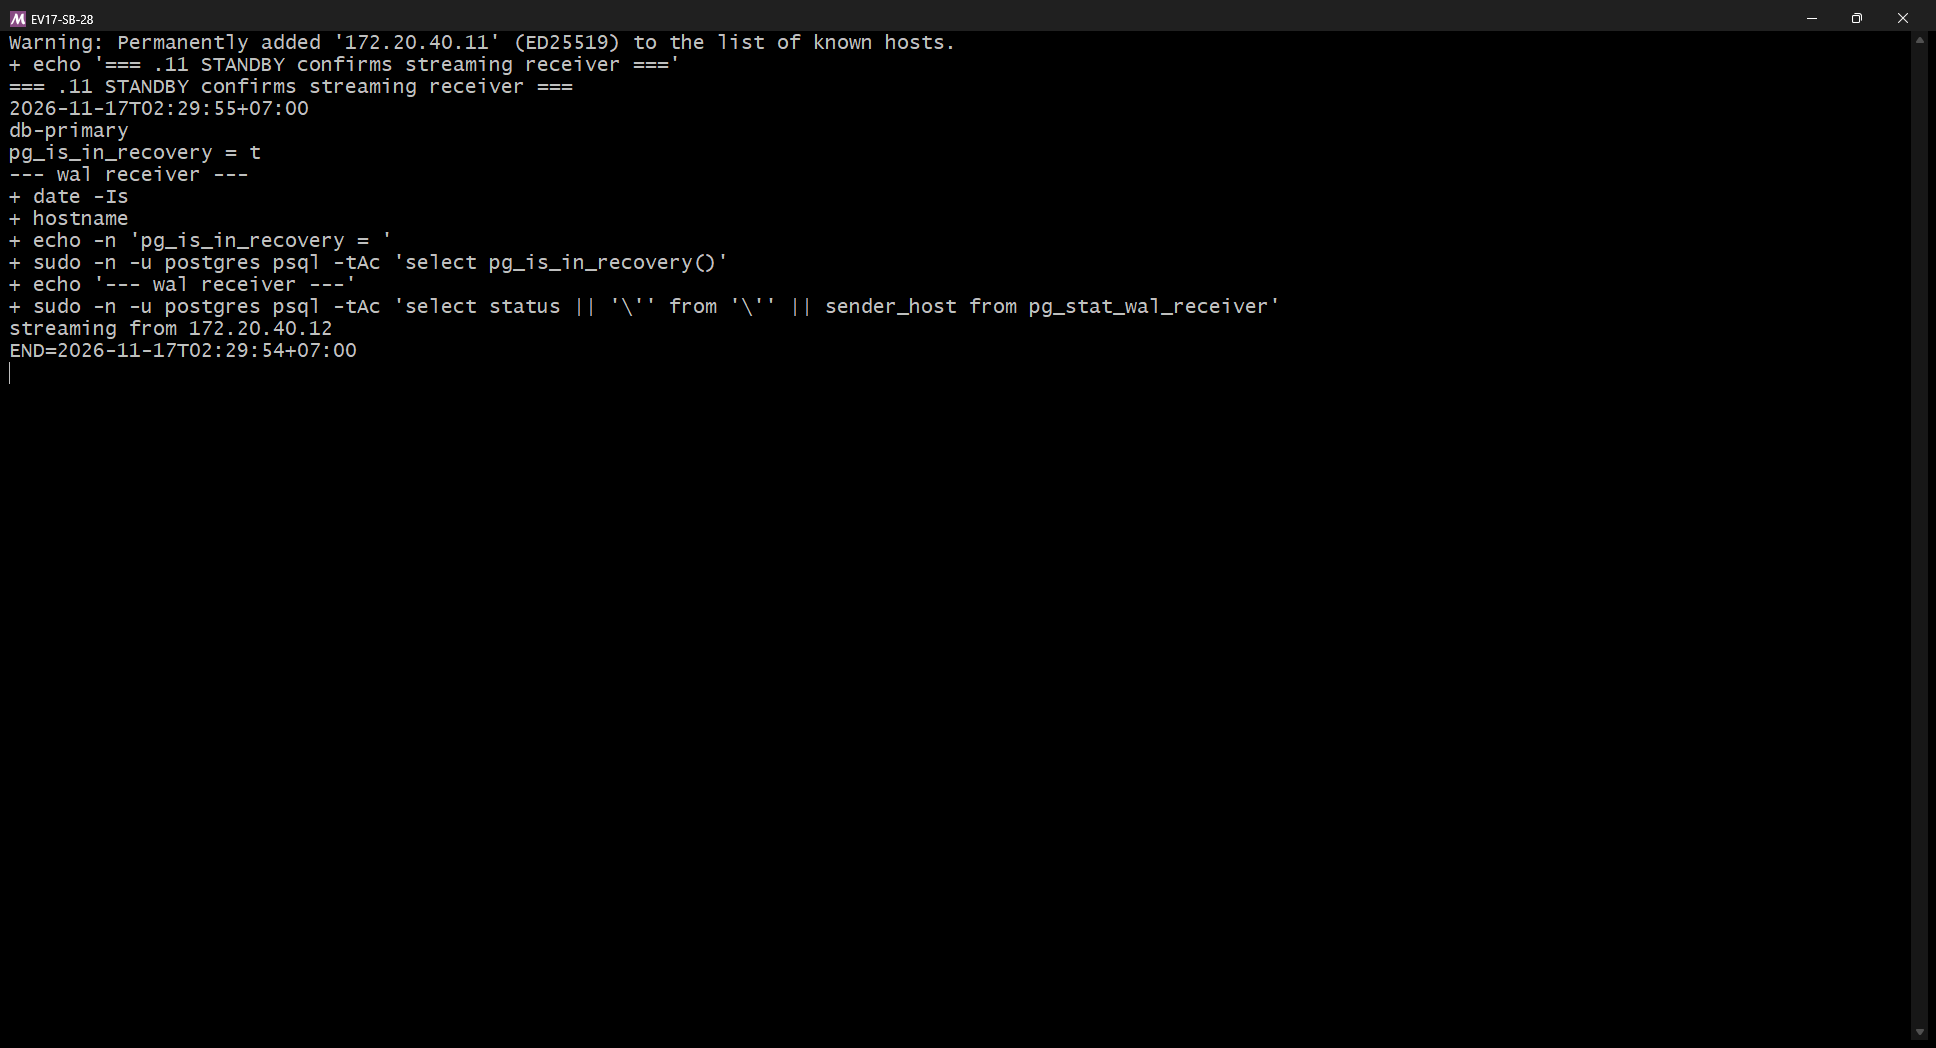 EV17-SB-28
Warning: Permanently added '172.20.40.11' (ED25519) to the list of known hosts.
+ echo '=== .11 STANDBY confirms streaming receiver ==='
=== .11 STANDBY confirms streaming receiver ===
2026-11-17T02:29:55+07:00
db-primary
pg_is_in_recovery = t
--- wal receiver ---
+ date -Is
+ hostname
+ echo -n 'pg_is_in_recovery = '
+ sudo -n -u postgres psql -tAc 'select pg_is_in_recovery()'
+ echo '--- wal receiver ---'
+ sudo -n -u postgres psql -tAc 'select status || '\'' from '\'' || sender_host from pg_stat_wal_receiver'
streaming from 172.20.40.12
END=2026-11-17T02:29:54+07:00